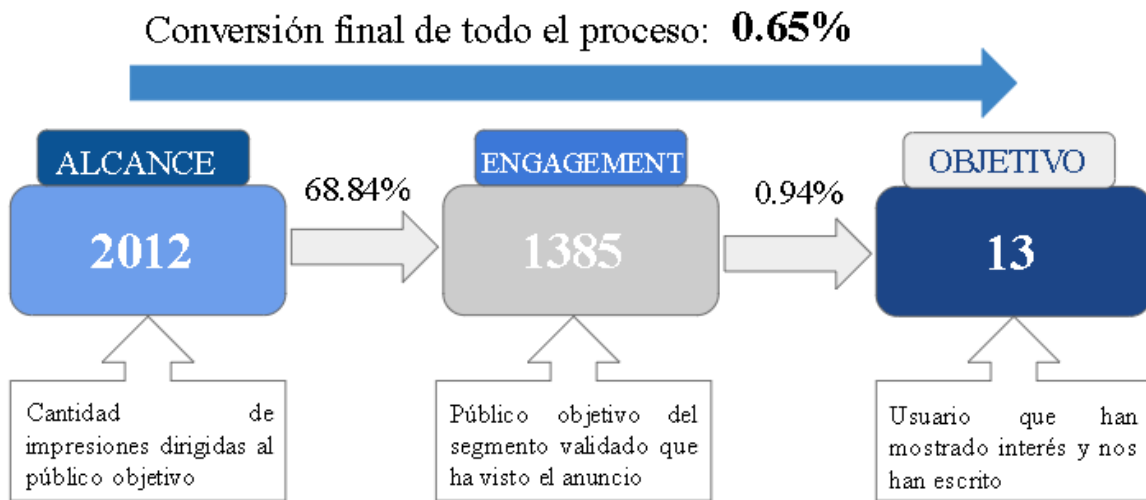 Conversión final de todo el proceso: 0.65%
ALCANCE
2012
68.84%
ENGAGEMENT
1385
0.94%
OBJETIVO
13
Cantidad de
impresiones dirigidas al
público objetivo
Público objetivo del
segmento validado que
ha visto el anuncio
Usuario que han
mostrado interés y nos
han escrito